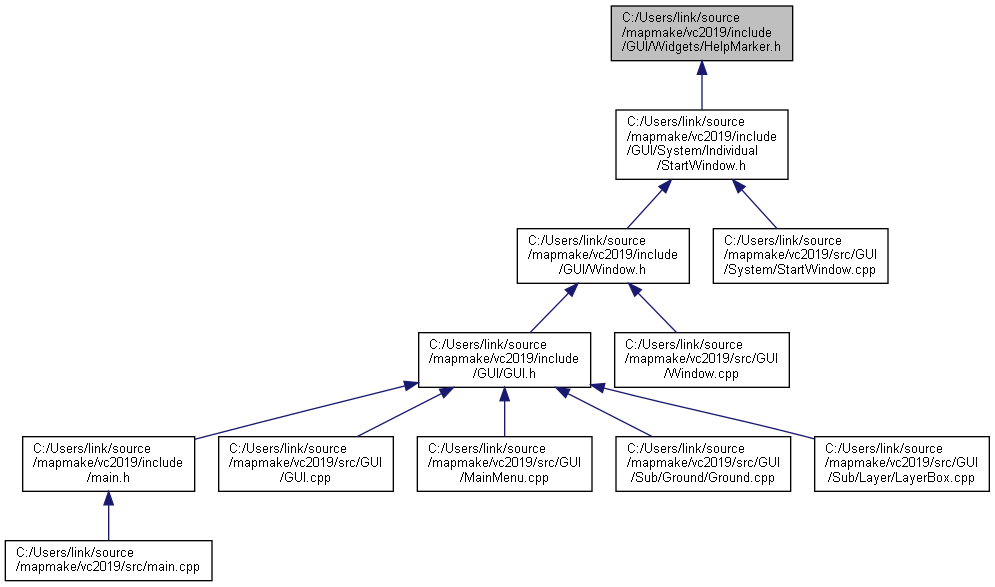 C:/Users/link/source
/mapmake/vc2019/include
/GUI/Widgets/HelpMarker.h
C:/Users/link/source
/mapmake/vc2019/include
/GUI/System/Individual
/StartWindow.h
C:/Users/link/source
/mapmake/vc2019/include
/GUI/Window.h
C:/Users/link/source
/mapmake/vc2019/src/GUI
/System/StartWindow.cpp
C:/Users/link/source
/mapmake/vc2019/include
/GUI/GUI.h
C:/Users/link/source
/mapmake/vc2019/src/GUI
/Window.cpp
C:/Users/link/source
/mapmake/vc2019/include
/main.h
C:/Users/link/source
/mapmake/vc2019/src/GUI
/GUI.cpp
C:/Users/link/source
/mapmake/vc2019/src/GUI
/MainMenu.cpp
C:/Users/link/source
/mapmake/vc2019/src/GUI
/Sub/Ground/Ground.cpp
C:/Users/link/source
/mapmake/vc2019/src/GUI
/Sub/Layer/LayerBox.cpp
C:/Users/link/source
/mapmake/vc2019/src/main.cpp